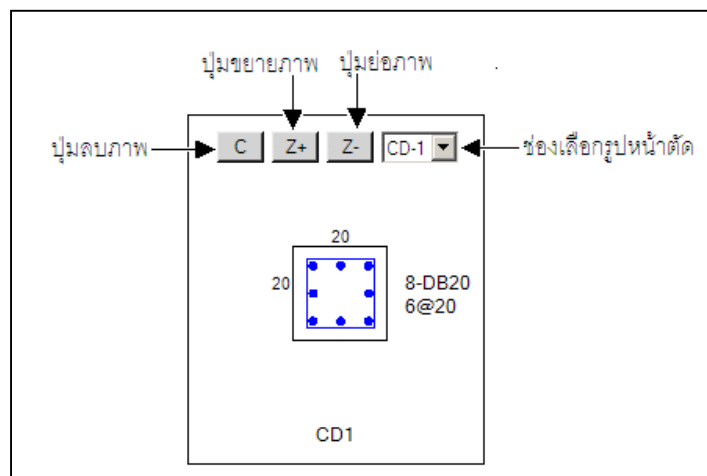 ปุ่มขยายภาพ ปุ่มย่อภาพ
ปุ่มลบภาพ C Z+ Z- CD-1 ช่องเลือกรูปหน้าตัด
20
20 8-DB20
6@20
CD1